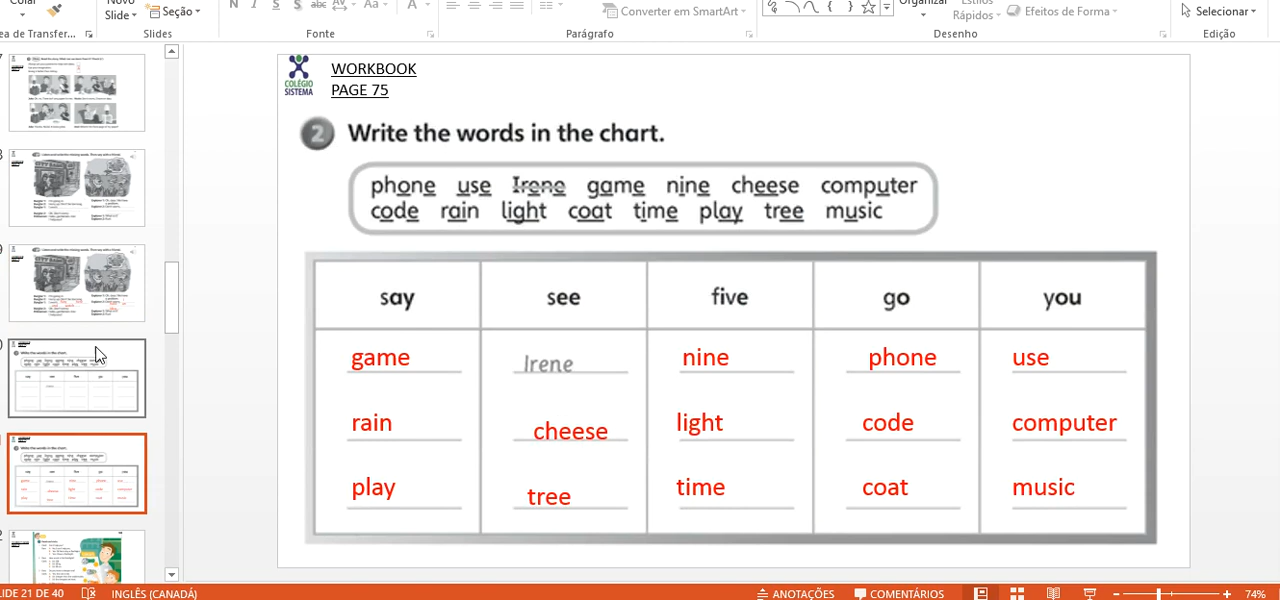 Novo
Slide
Seção
Colar
N I S S abc AV Aa A
Organizar
Estilos
Rápidos
Converter em SmartArt
Efeitos de Forma
Selecionar
ea de Transfer...
Slides
Fonte
Parágrafo
Desenho
Edição
COLÉGIO
SISTEMA
WORKBOOK
PAGE 75
2 Write the words in the chart.
phone use Irene game nine cheese computer
code rain light coat time play tree music
say see five go you
game Irene nine phone use
rain cheese light code computer
play tree time coat music
SLIDE 21 DE 40
INGLÊS (CANADÁ)
ANOTAÇÕES
COMENTÁRIOS
74%